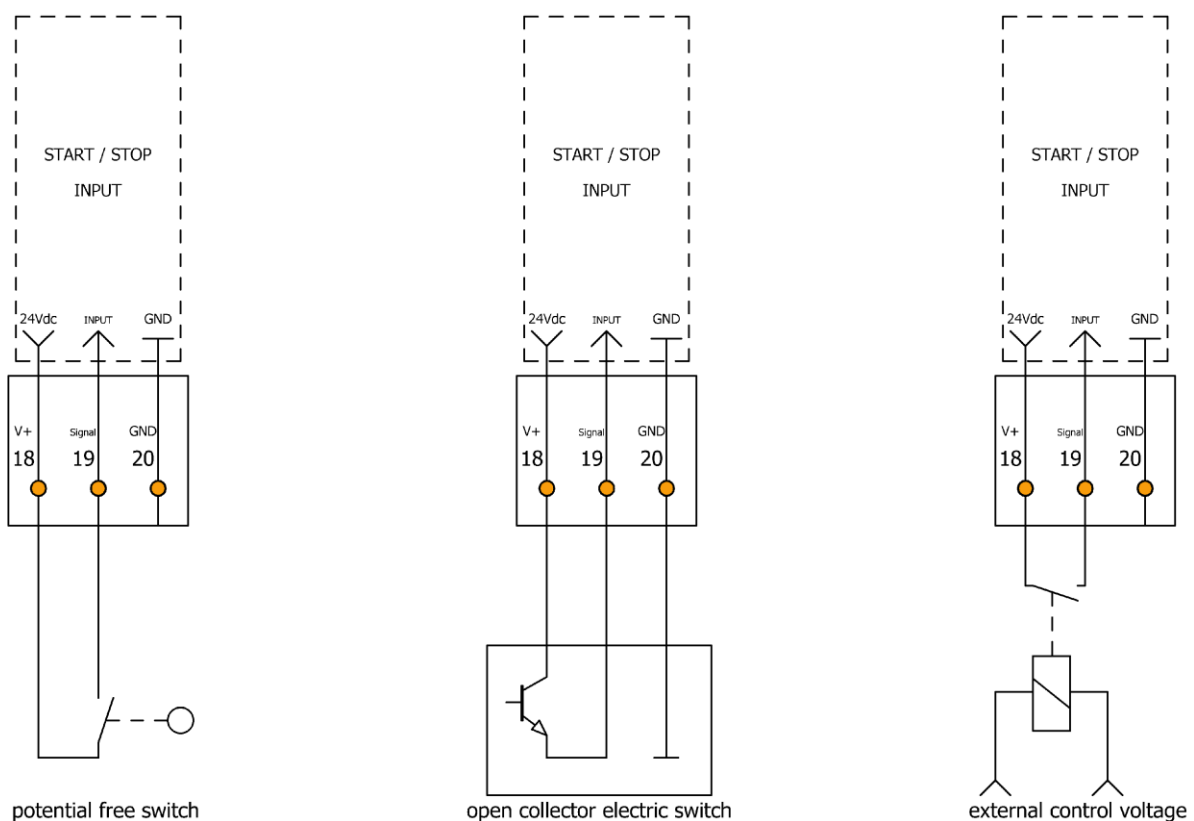 START / STOP
INPUT
24Vdc INPUT GND
V+ Signal GND
18 19 20
potential free switch
START / STOP
INPUT
24Vdc INPUT GND
V+ Signal GND
18 19 20
open collector electric switch
START / STOP
INPUT
24Vdc INPUT GND
V+ Signal GND
18 19 20
external control voltage